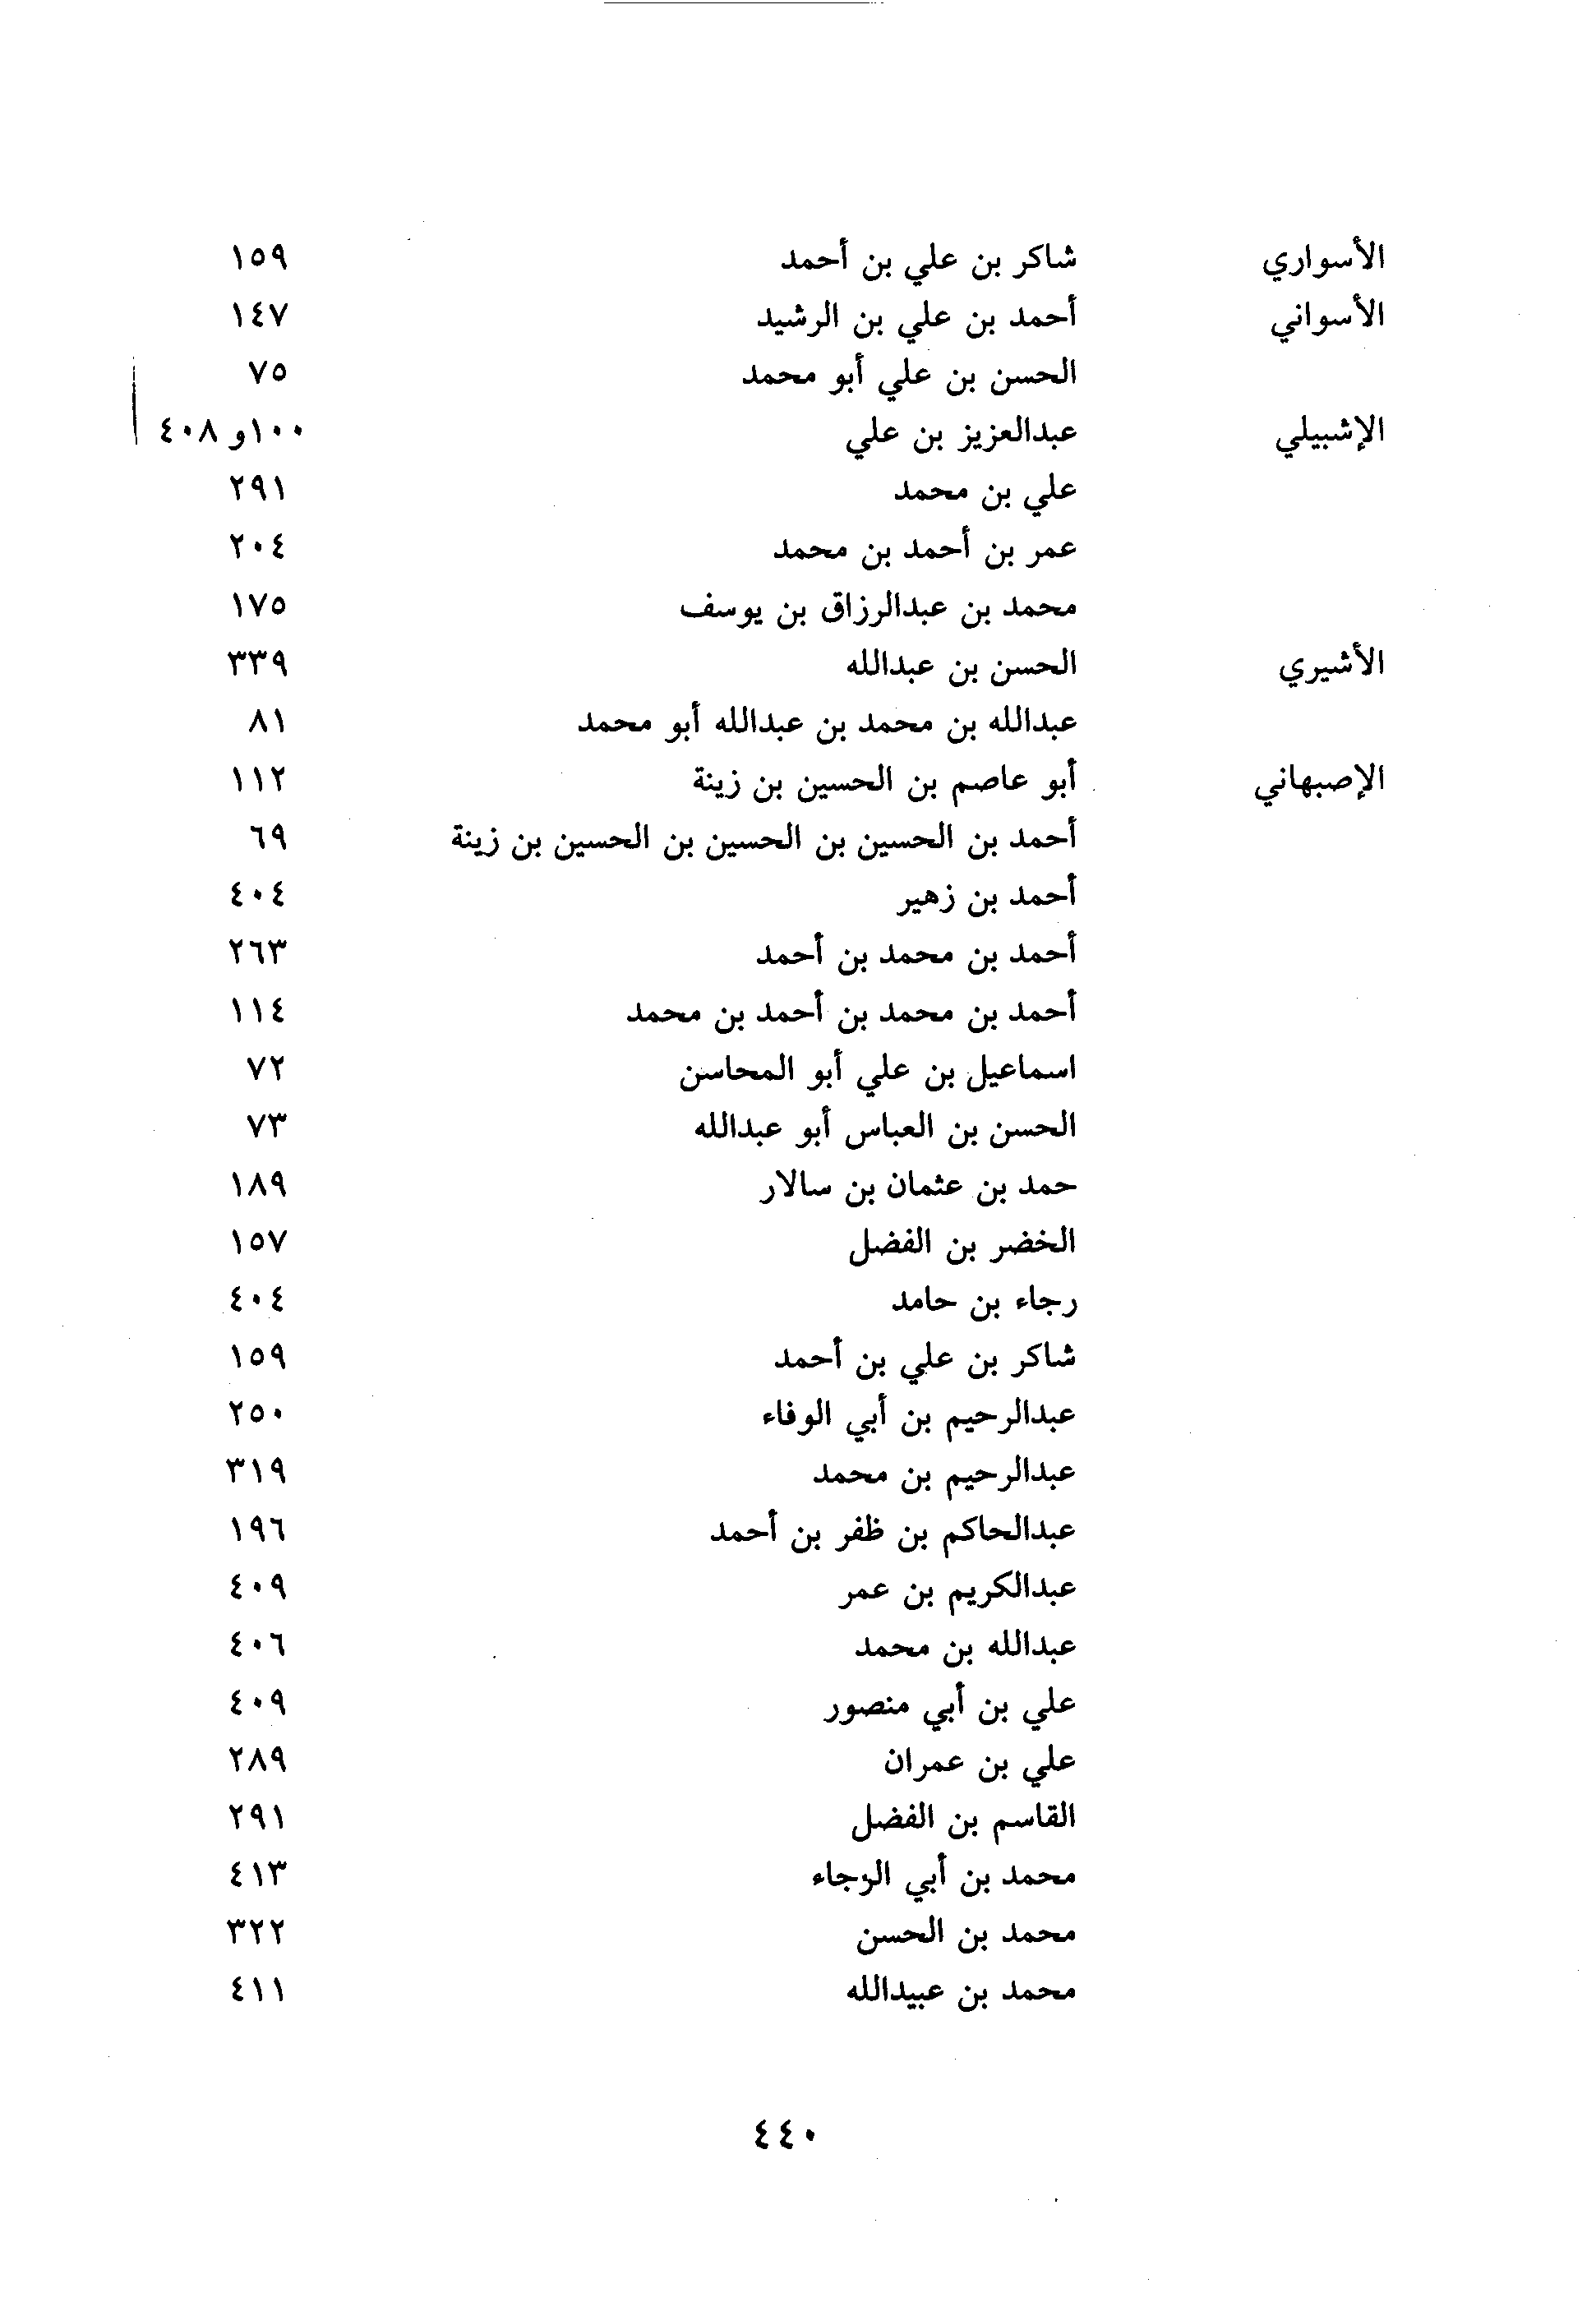 الأسواري شاكر بن علي بن أحمد ١٥٩
الأسواني أحمد بن علي بن الرشيد ١٤٧
الحسن بن علي أبو محمد ٧٥
الإشبيلي عبدالعزيز بن علي ١٠٠و ٤٠٨
علي بن محمد ٢٩١
عمر بن أحمد بن محمد ٢٠٤
محمد بن عبدالرزاق بن يوسف ١٧٥
الأشيري الحسن بن عبدالله ٣٣٩
عبدالله بن محمد بن عبدالله أبو محمد ٨١
الإصبهاني أبو عاصم بن الحسين بن زينة ١١٢
أحمد بن الحسين بن الحسين بن الحسين بن زينة ٦٩
أحمد بن زهير ٤٠٤
أحمد بن محمد بن أحمد ٢٦٣
أحمد بن محمد بن أحمد بن محمد ١١٤
اسماعيل بن علي أبو المحاسن ٧٢
الحسن بن العباس أبو عبدالله ٧٣
حمد بن عثمان بن سالار ١٨٩
الخضر بن الفضل ١٥٧
رجاء بن حامد ٤٠٤
شاكر بن علي بن أحمد ١٥٩
عبدالرحيم بن أبي الوفاء ٢٥٠
عبدالرحيم بن محمد ٣١٩
عبدالحاكم بن ظفر بن أحمد ١٩٦
عبدالكريم بن عمر ٤٠٩
عبدالله بن محمد ٤٠٦
علي بن أبي منصور ٤٠٩
علي بن عمران ٢٨٩
القاسم بن الفضل ٢٩١
محمد بن أبي الرجاء ٤١٣
محمد بن الحسن ٣٢٢
محمد بن عبيدالله ٤١١
٤٤٠